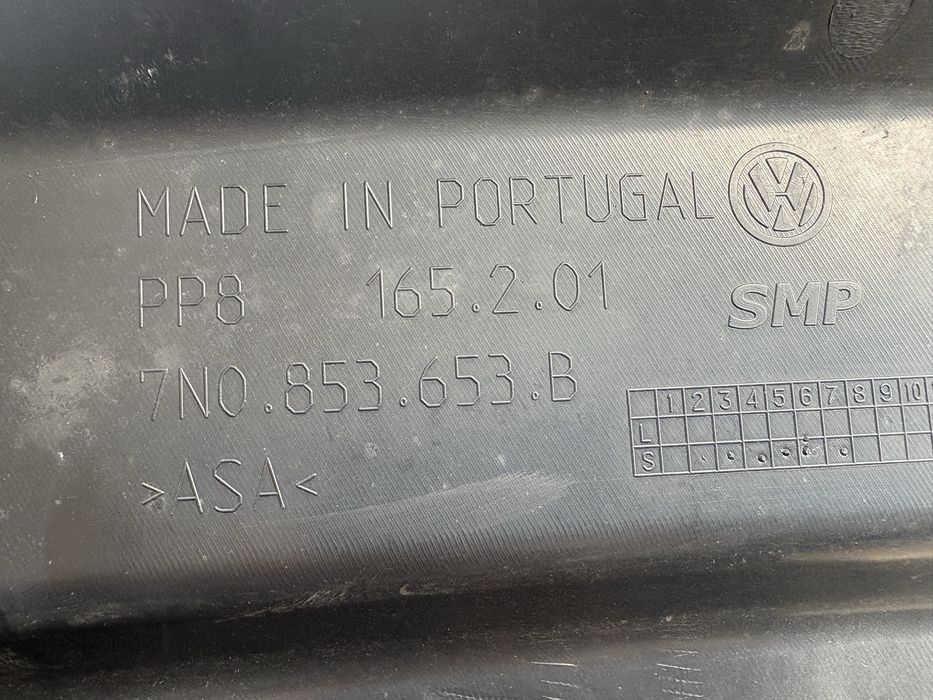 MADE IN PORTUGAL VW
PP8 165.2.01
SMP
7N0.853.653.B
>ASA<
1 2 3 4 5 6 7 8 9 10
L
S